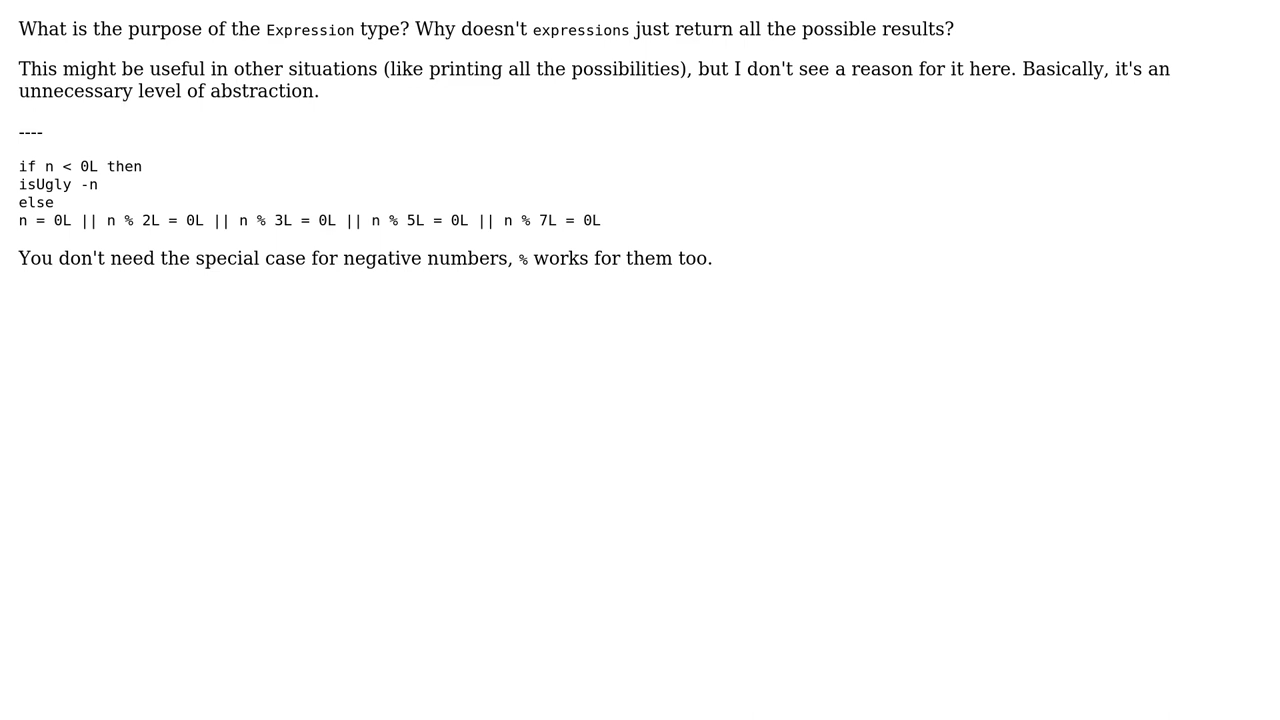 What is the purpose of the Expression type? Why doesn't expressions just return all the possible results?
This might be useful in other situations (like printing all the possibilities), but I don't see a reason for it here. Basically, it's an
unnecessary level of abstraction.
----
if n < 0L then
isUgly -n
else
n = 0L || n % 2L = 0L || n % 3L = 0L || n % 5L = 0L || n % 7L = 0L
You don't need the special case for negative numbers, % works for them too.